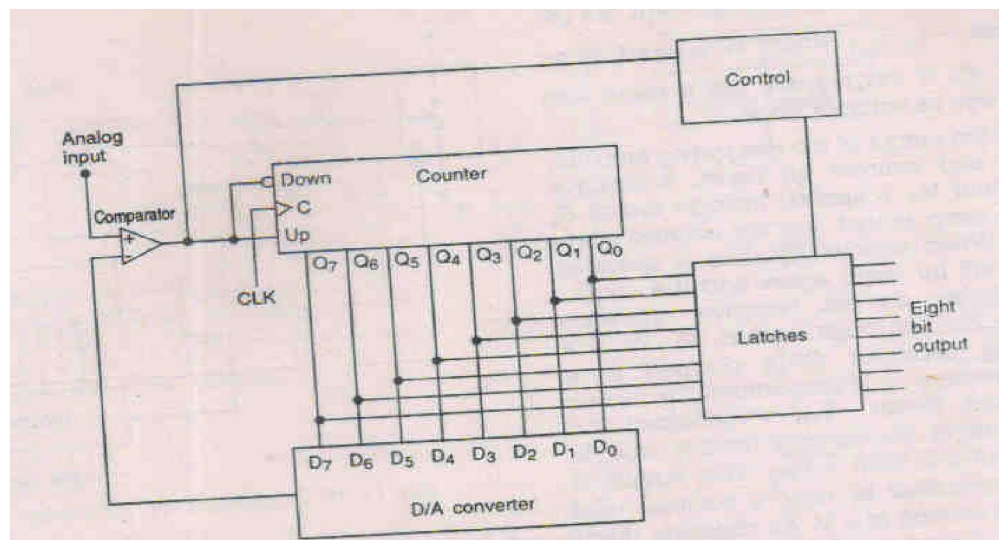 Control
Analog
input
Comparator
+
-
Down
Counter
C
Up
CLK
Q7 Q6 Q5 Q4 Q3 Q2 Q1 Q0
Latches
Eight
bit
output
D7 D6 D5 D4 D3 D2 D1 D0
D/A converter